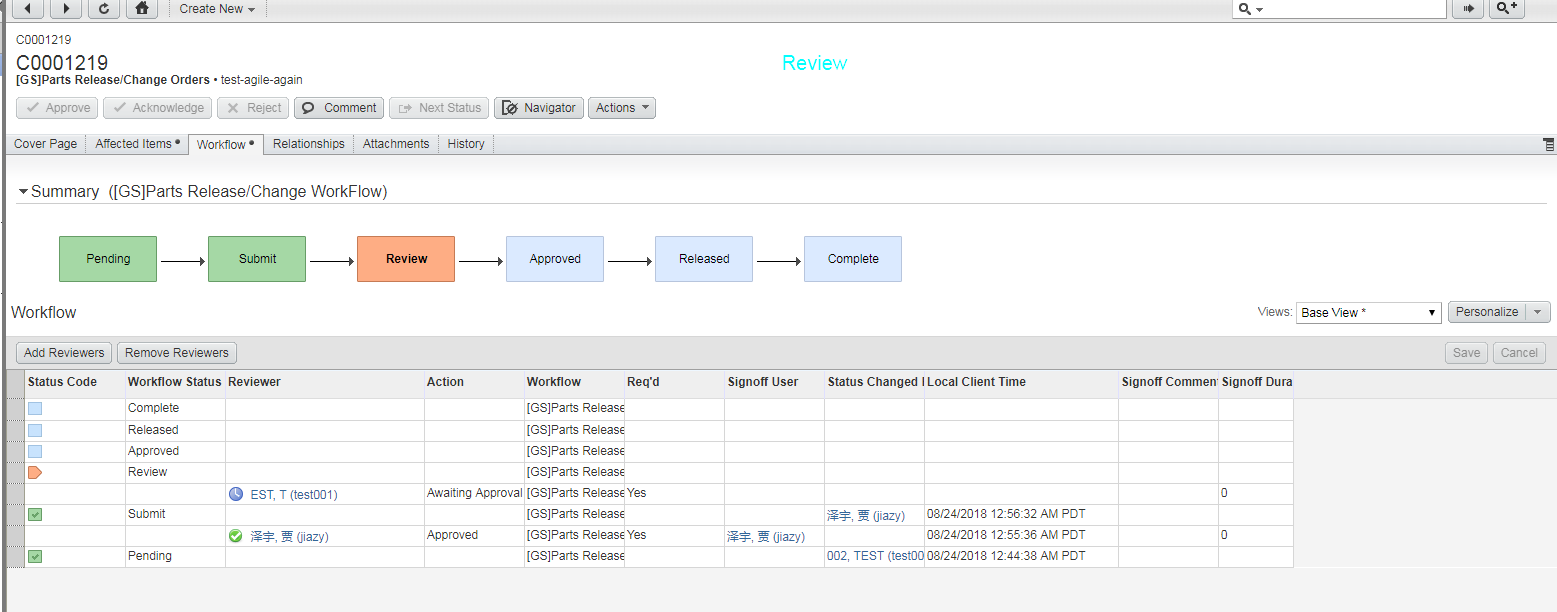 Create New
C0001219
C0001219
Review
[GS]Parts Release/Change Orders • test-agile-again
Approve Acknowledge Reject Comment Next Status Navigator Actions
Cover Page Affected Items Workflow Relationships Attachments History
Summary ([GS]Parts Release/Change WorkFlow)
Pending Submit Review Approved Released Complete
Workflow
Views: Base View * Personalize
Add Reviewers Remove Reviewers Save Cancel
Status Code Workflow Status Reviewer Action Workflow Req'd Signoff User Status Changed Local Client Time Signoff Commen Signoff Dura
Complete [GS]Parts Release
Released [GS]Parts Release
Approved [GS]Parts Release
Review [GS]Parts Release
EST, T (test001) Awaiting Approval [GS]Parts Release Yes 0
Submit [GS]Parts Release 泽宇, 贾 (jiazy) 08/24/2018 12:56:32 AM PDT
泽宇, 贾 (jiazy) Approved [GS]Parts Release Yes 泽宇, 贾 (jiazy) 08/24/2018 12:55:36 AM PDT 0
Pending [GS]Parts Release 002, TEST (test00 08/24/2018 12:44:38 AM PDT